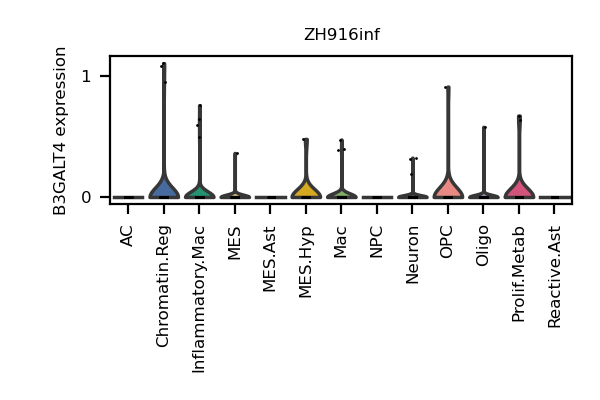 ZH916inf
B3GALT4 expression
1
0
AC
Chromatin.Reg
Inflammatory.Mac
MES
MES.Ast
MES.Hyp
Mac
NPC
Neuron
OPC
Oligo
Prolif.Metab
Reactive.Ast